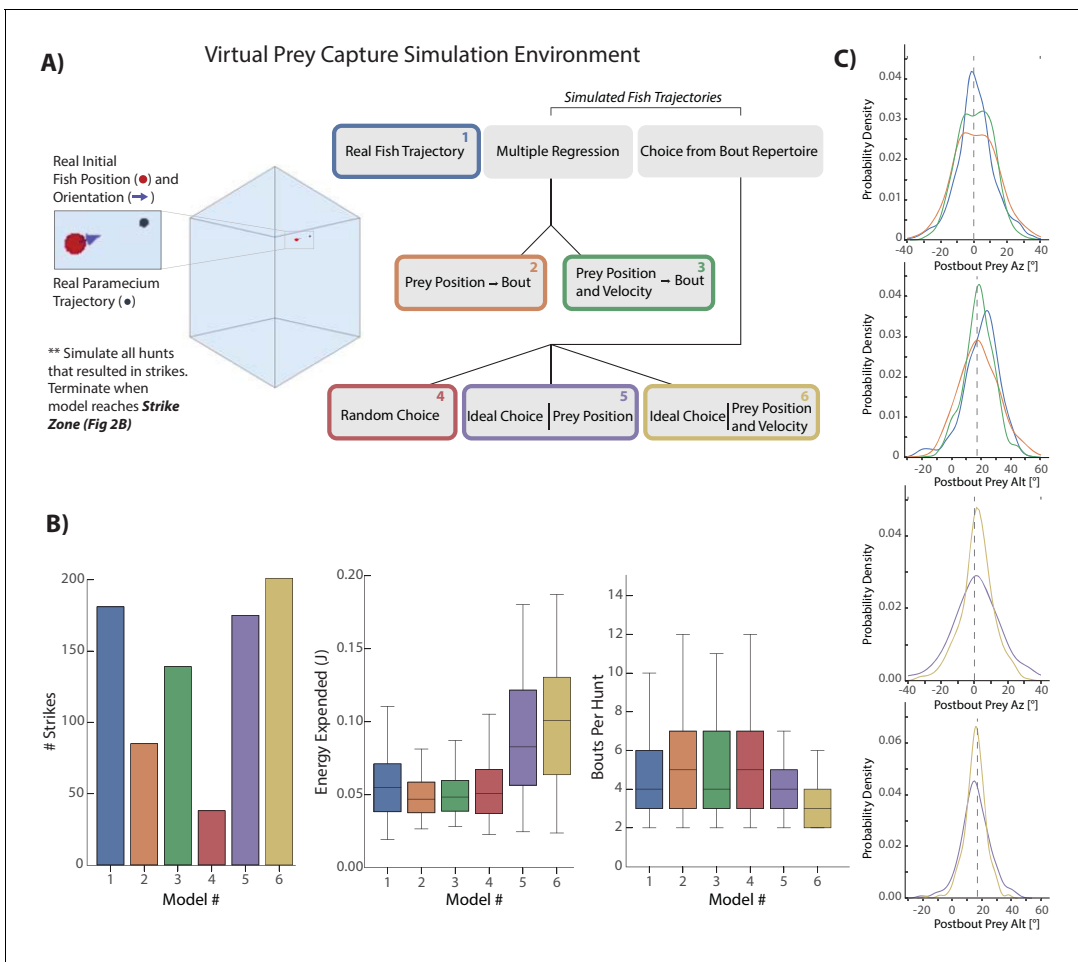 A)
Virtual Prey Capture Simulation Environment
Simulated Fish Trajectories
1
Real Fish Trajectory
Multiple Regression
Choice from Bout Repertoire
Real Initial
Fish Position (●) and
Orientation (→)
Real Paramecium
Trajectory (●)
** Simulate all hunts
that resulted in strikes.
Terminate when
model reaches Strike
Zone (Fig 2B)
2
Prey Position → Bout
3
Prey Position
and Velocity → Bout
4
Random Choice
5
Ideal Choice | Prey Position
6
Ideal Choice | Prey Position
and Velocity
B)
# Strikes
200
150
100
50
0
1 2 3 4 5 6
Model #
Energy Expended (J)
0.20
0.15
0.10
0.05
0.00
1 2 3 4 5 6
Model #
Bouts Per Hunt
14
12
10
8
6
4
2
0
1 2 3 4 5 6
Model #
C)
Probability Density
0.04
0.03
0.02
0.01
0
-40 -20 0 20 40
Postbout Prey Az [°]
Probability Density
0.04
0.03
0.02
0.01
0
-20 0 20 40 60
Postbout Prey Alt [°]
Probability Density
0.04
0.02
0.00
-40 -20 0 20 40
Postbout Prey Az [°]
Probability Density
0.06
0.04
0.02
0.00
-20 0 20 40 60
Postbout Prey Alt [°]